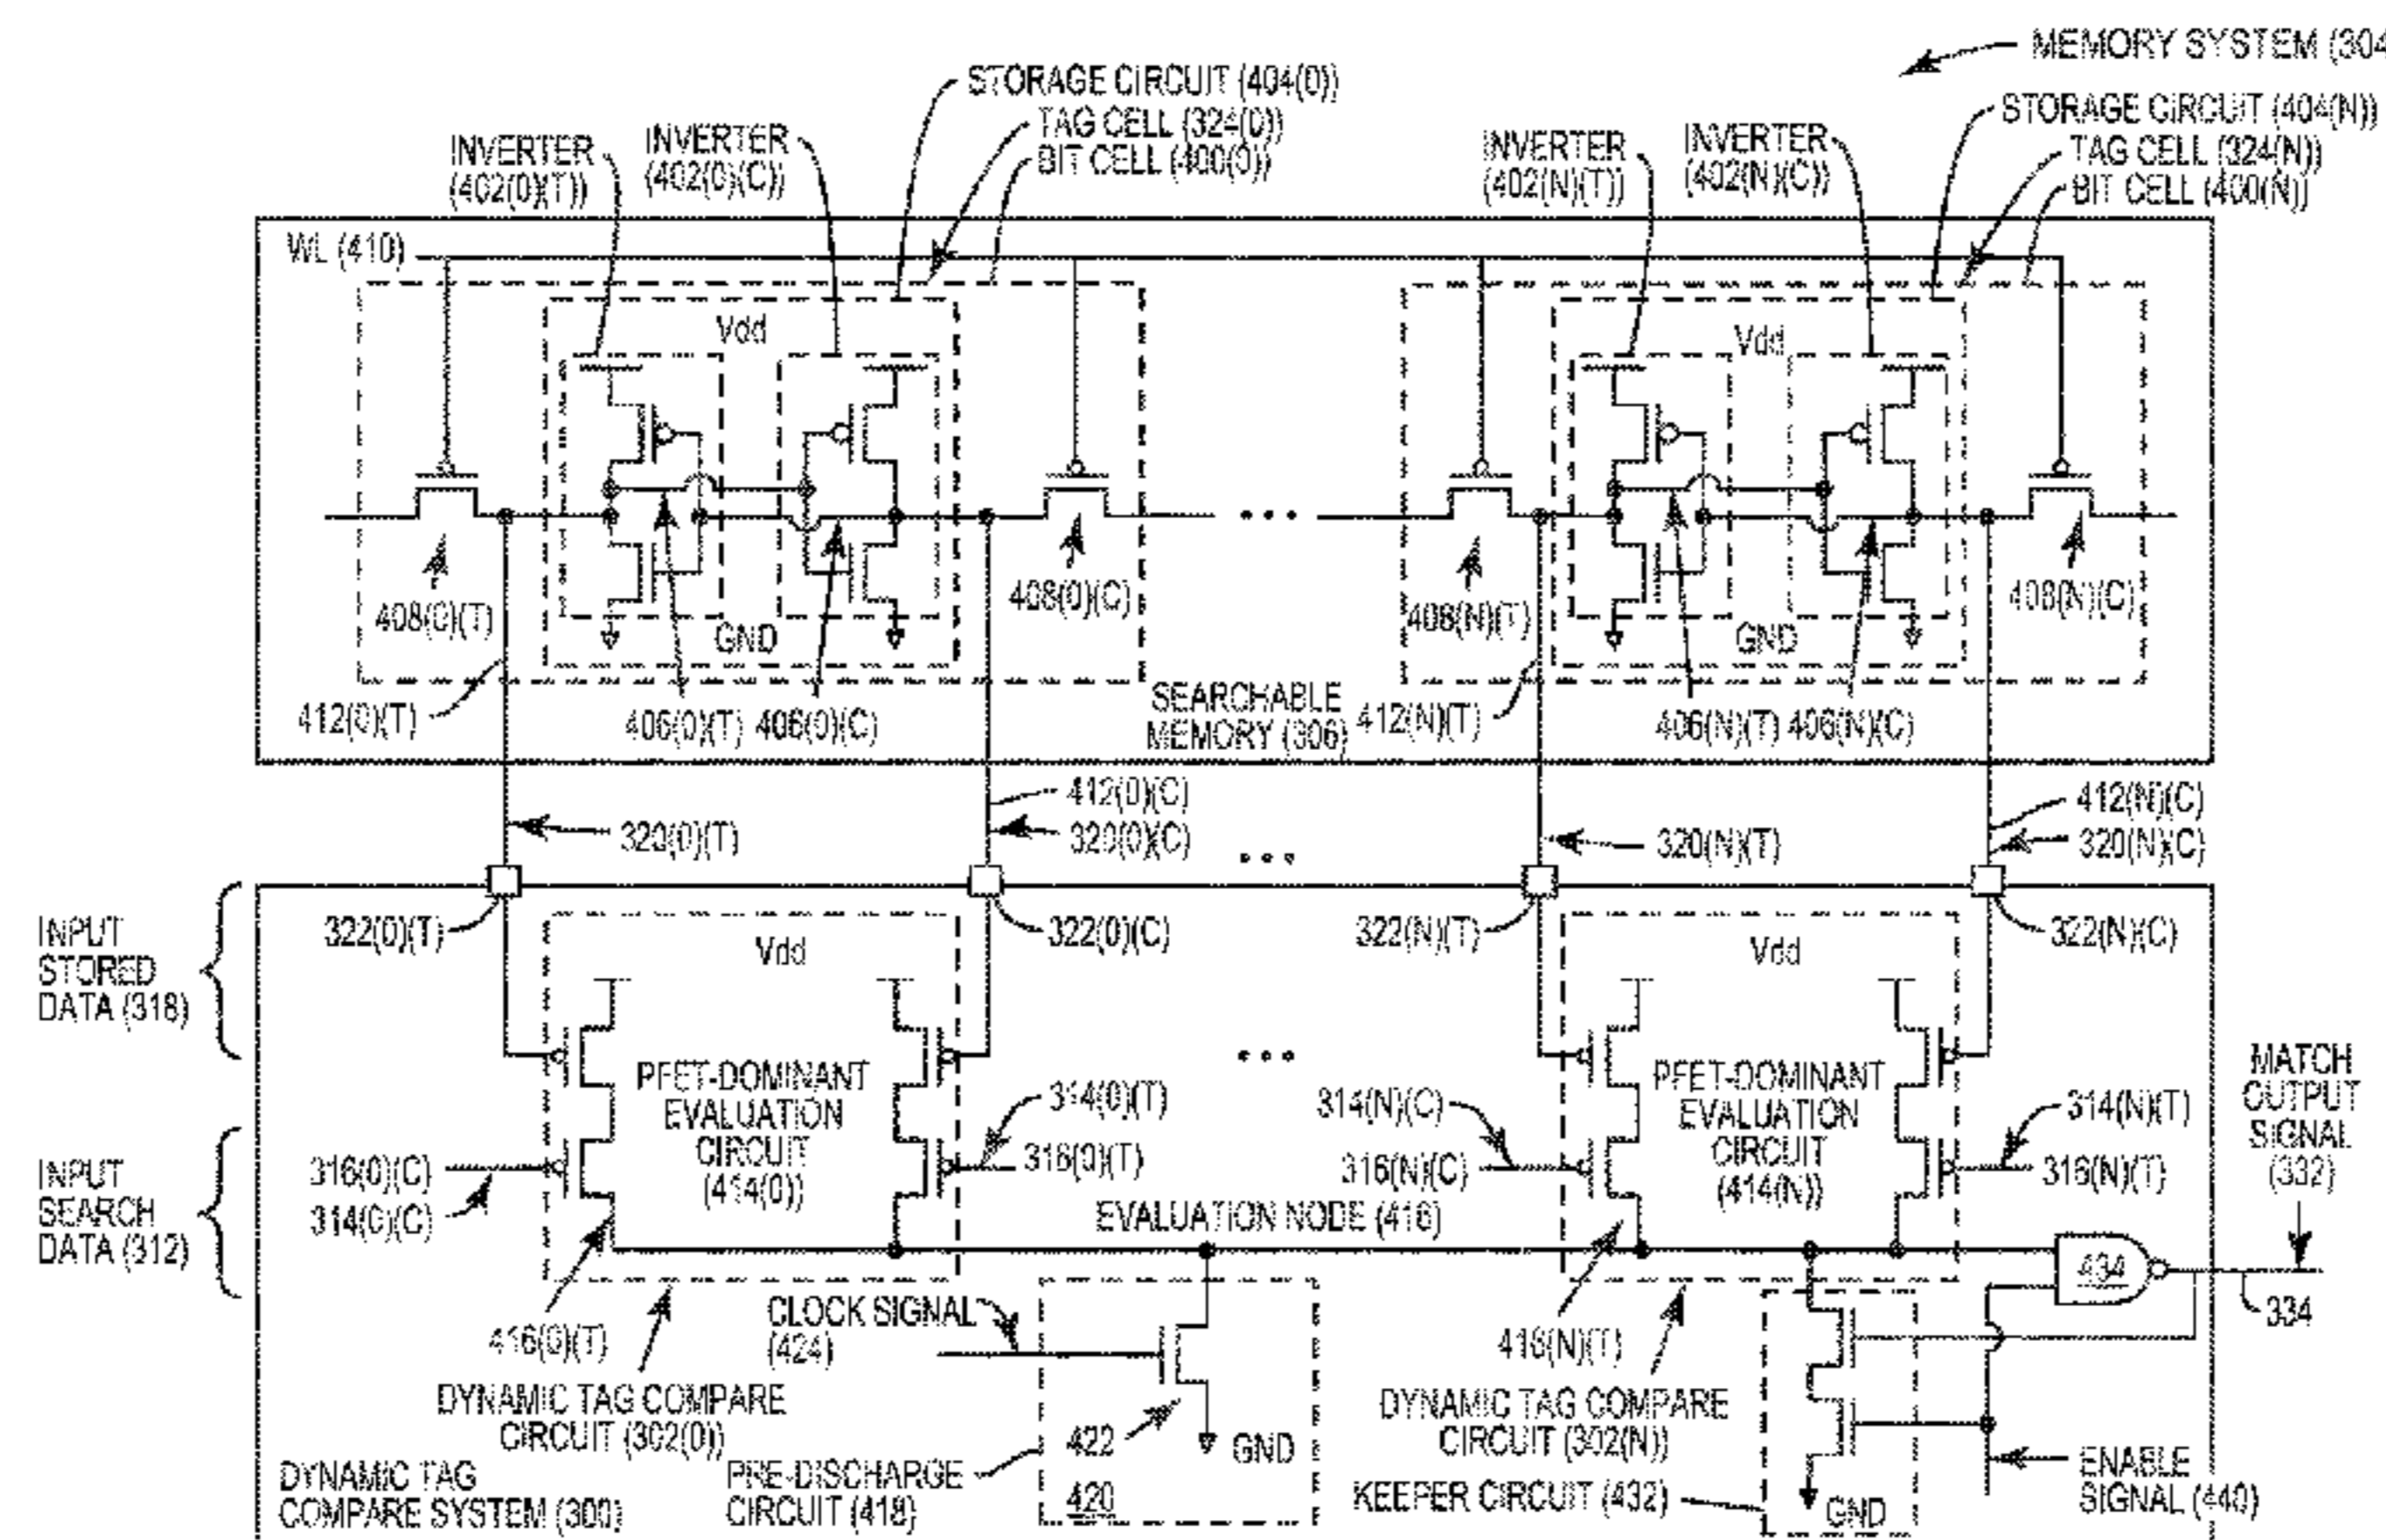 MEMORY SYSTEM (304
STORAGE CIRCUIT (404(0))
TAG CELL (324(0))
BIT CELL (400(0))
INVERTER
(402(0)(T))
INVERTER
(402(0)(C))
STORAGE CIRCUIT (404(N))
TAG CELL (324(N))
BIT CELL (400(N))
INVERTER
(402(N)(T))
INVERTER
(402(N)(C))
WL (410)
Vdd
Vdd
408(0)(T)
GND
408(0)(C)
408(N)(T)
GND
408(N)(C)
412(0)(T)
406(0)(T)
406(0)(C)
SEARCHABLE
MEMORY (306)
412(N)(T)
406(N)(T)
406(N)(C)
320(0)(T)
412(0)(C)
320(0)(C)
...
320(N)(T)
412(N)(C)
320(N)(C)
INPUT
STORED
DATA (318)
322(0)(T)
Vdd
322(0)(C)
322(N)(T)
Vdd
322(N)(C)
INPUT
SEARCH
DATA (312)
316(0)(C)
314(0)(C)
PFET-DOMINANT
EVALUATION
CIRCUIT
(414(0))
314(0)(T)
316(0)(T)
314(N)(C)
316(N)(C)
PFET-DOMINANT
EVALUATION
CIRCUIT
(414(N))
314(N)(T)
316(N)(T)
MATCH
OUTPUT
SIGNAL
(332)
EVALUATION NODE (416)
434
334
416(0)(T)
CLOCK SIGNAL
(424)
416(N)(T)
DYNAMIC TAG COMPARE
CIRCUIT (302(0))
422
GND
420
DYNAMIC TAG COMPARE
CIRCUIT (302(N))
DYNAMIC TAG
COMPARE SYSTEM (300)
PRE-DISCHARGE
CIRCUIT (418)
KEEPER CIRCUIT (432)
GND
ENABLE
SIGNAL (440)